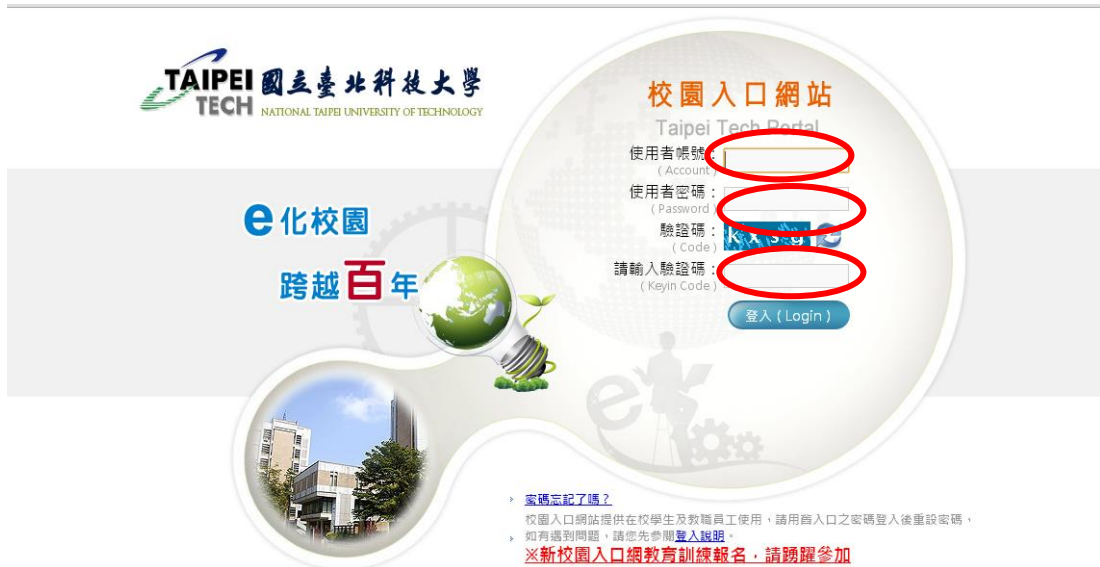 TAIPEI TECH 國立臺北科技大學
NATIONAL TAIPEI UNIVERSITY OF TECHNOLOGY
校園入口網站
Taipei Tech Portal
使用者帳號：
( Account )
使用者密碼：
( Password )
驗證碼：
( Code )
請輸入驗證碼：
( Keyin Code )
登入 ( Login )
e化校園
跨越百年
密碼忘記了嗎？
校園入口網站提供在校學生及教職員工使用，請用舊入口之密碼登入後重設密碼，
如有遇到問題，請您先參閱登入說明。
※新校園入口網教育訓練報名，請踴躍參加